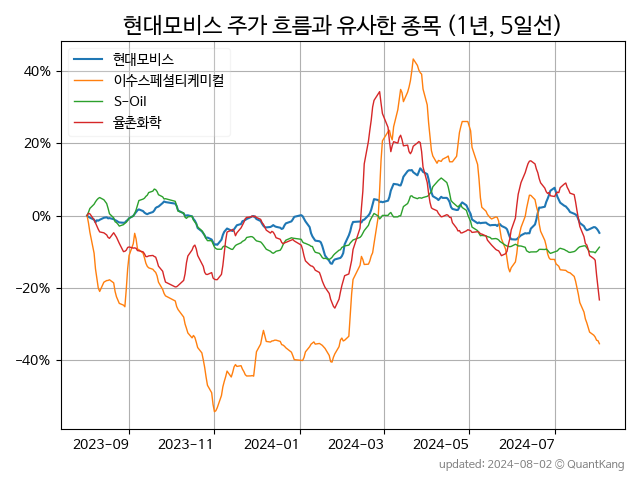 현대모비스 주가 흐름과 유사한 종목 (1년, 5일선)
현대모비스
이수스페셜티케미컬
S-Oil
율촌화학
40%
20%
0%
−20%
−40%
2023-09 2023-11 2024-01 2024-03 2024-05 2024-07
updated: 2024-08-02 © QuantKang